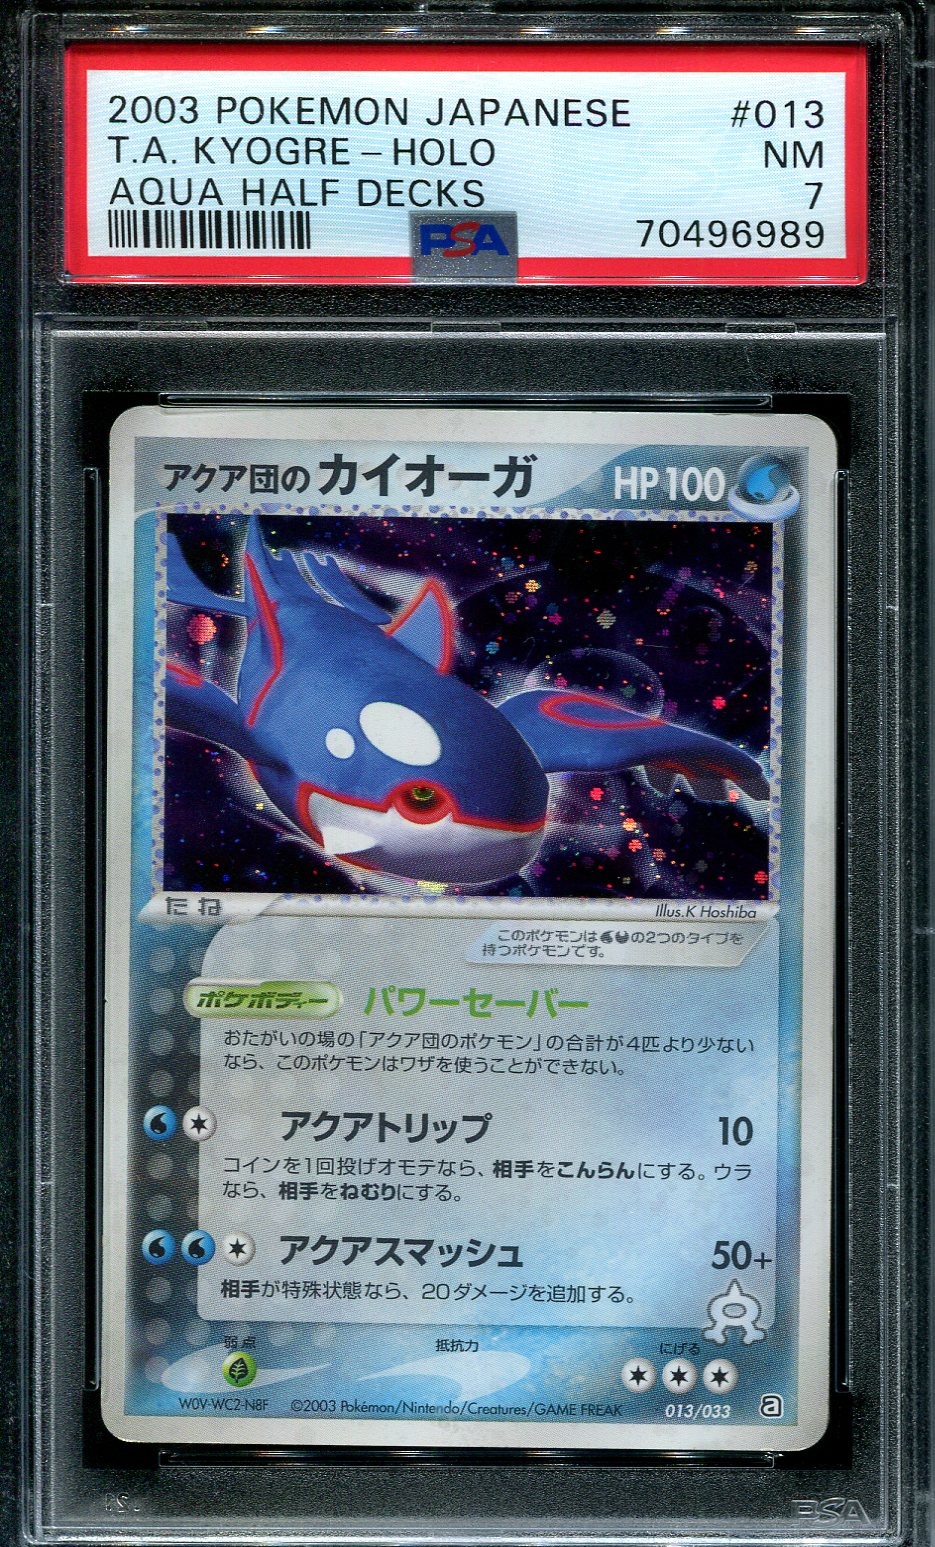 2003 POKEMON JAPANESE #013
T.A. KYOGRE - HOLO NM
AQUA HALF DECKS 7
PSA 70496989
アクア団のカイオーガ HP100
たね Illus.K Hoshiba
このポケモンはの2つのタイプを
持つポケモンです。
ポケボディー パワーセーバー
おたがいの場の「アクア団のポケモン」の合計が4匹より少ない
なら、このポケモンはワザを使うことができない。
アクアトリップ 10
コインを1回投げオモテなら、相手をこんらんにする。ウラ
なら、相手をねむりにする。
アクアスマッシュ 50+
相手が特殊状態なら、20ダメージを追加する。
弱点 抵抗力 にげる
W0V-WC2-N8F ©2003 Pokémon/Nintendo/Creatures/GAME FREAK 013/033 a
PSA